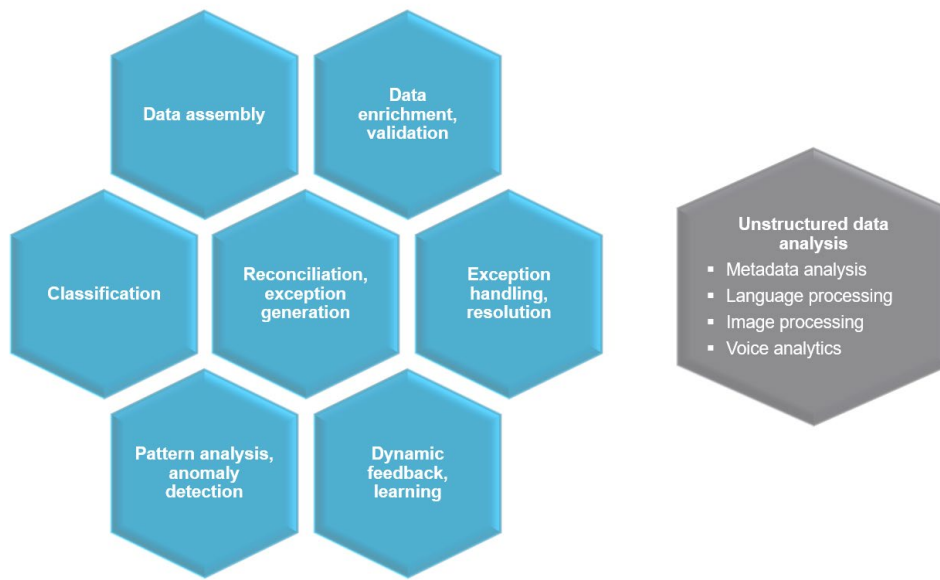 Data assembly
Data
enrichment,
validation
Classification
Reconciliation,
exception
generation
Exception
handling,
resolution
Pattern analysis,
anomaly
detection
Dynamic
feedback,
learning
Unstructured data
analysis
▪ Metadata analysis
▪ Language processing
▪ Image processing
▪ Voice analytics